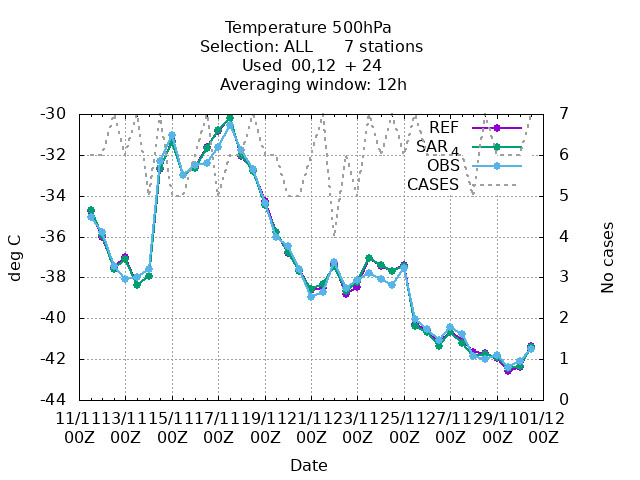 Temperature 500hPa
Selection: ALL 7 stations
Used 00,12 + 24
Averaging window: 12h
-30 7
REF
SAR4
-32 OBS 6
CASES
-34 5
-36 4
deg C No cases
-38 3
-40 2
-42 1
-44 0
11/11 13/11 15/11 17/11 19/11 21/11 23/11 25/11 27/11 29/11 01/12
00Z 00Z 00Z 00Z 00Z 00Z 00Z 00Z 00Z 00Z 00Z
Date